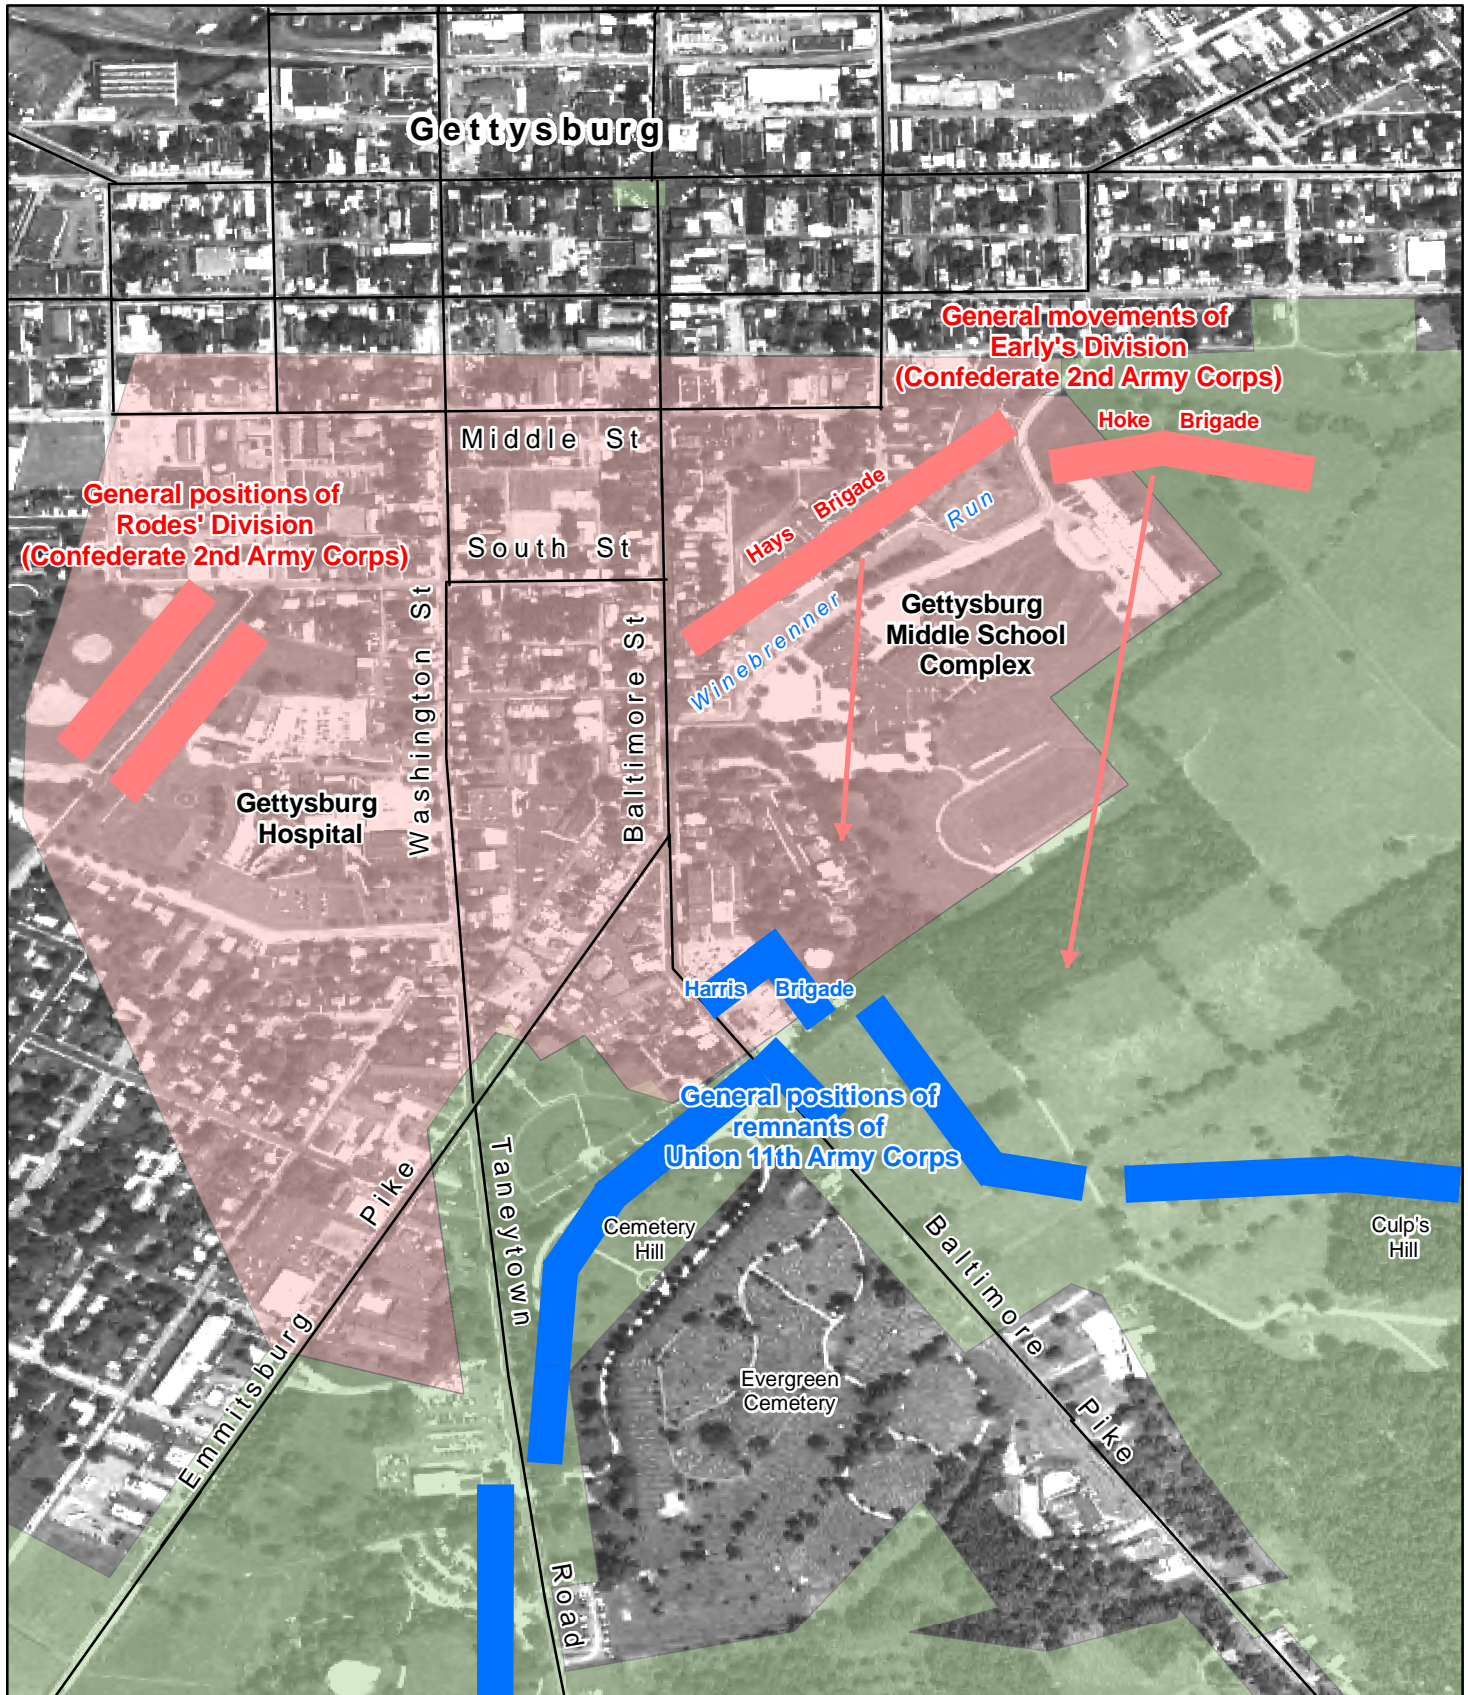 Gettysburg
General movements of
Early's Division
(Confederate 2nd Army Corps)
Hoke Brigade
Middle St
General positions of
Rodes' Division
(Confederate 2nd Army Corps)
Hays Brigade
South St
Winebrenner Run
Gettysburg
Middle School
Complex
Washington St
Baltimore St
Gettysburg
Hospital
Harris Brigade
General positions of
remnants of
Union 11th Army Corps
Cemetery
Hill
Culp's
Hill
Evergreen
Cemetery
Emmitsburg Pike
Taneytown Road
Baltimore Pike